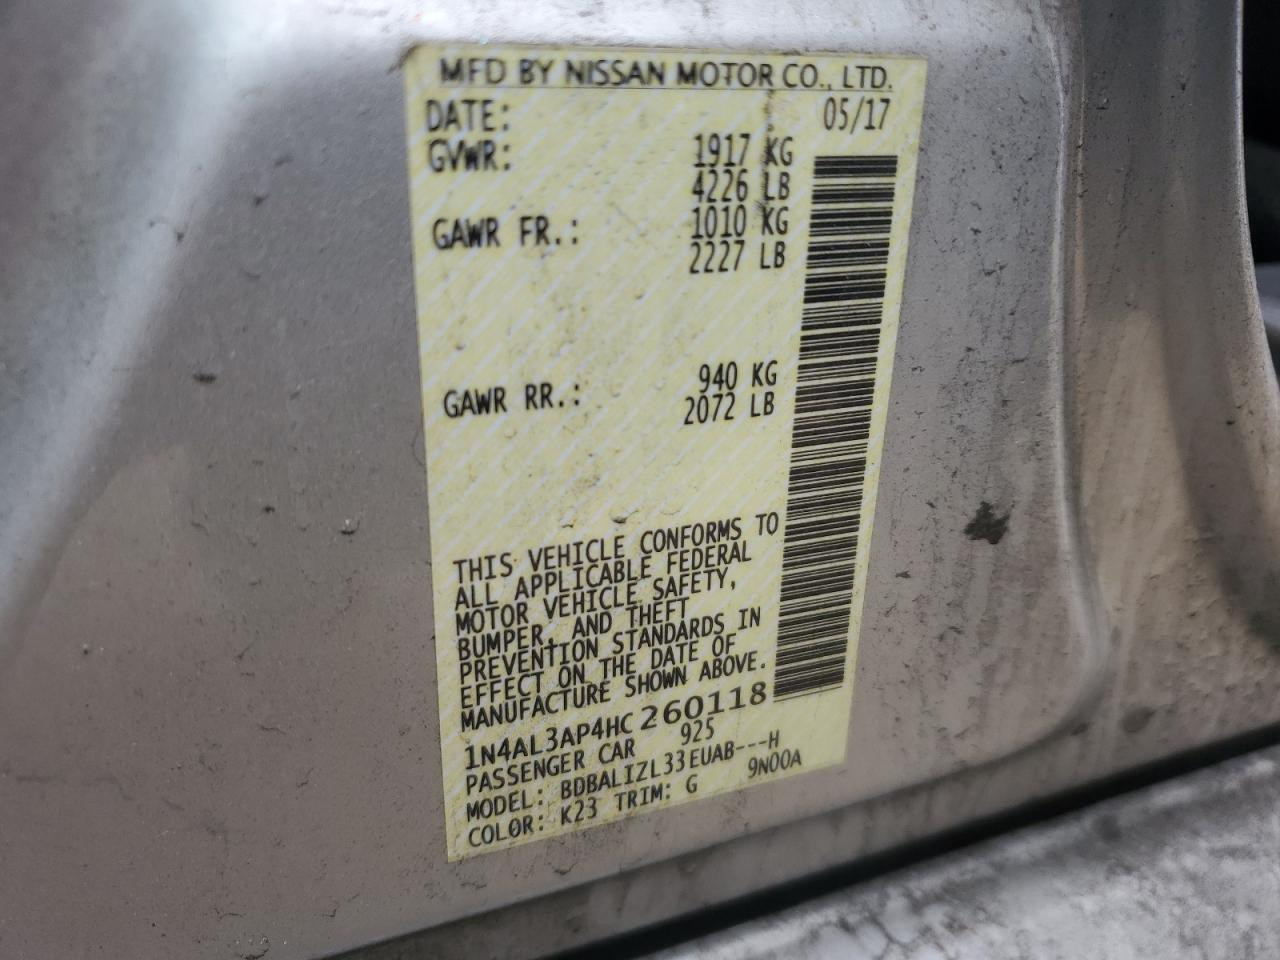 MFD BY NISSAN MOTOR CO., LTD.
DATE: 05/17
GVWR: 1917 KG
4226 LB
GAWR FR.: 1010 KG
2227 LB
GAWR RR.: 940 KG
2072 LB
THIS VEHICLE CONFORMS TO
ALL APPLICABLE FEDERAL
MOTOR VEHICLE SAFETY,
BUMPER, AND THEFT
PREVENTION STANDARDS IN
EFFECT ON THE DATE OF
MANUFACTURE SHOWN ABOVE.
1N4AL3AP4HC260118
PASSENGER CAR 925
MODEL: BDBALIZL33EUAB---H
COLOR: K23 TRIM: G 9N00A